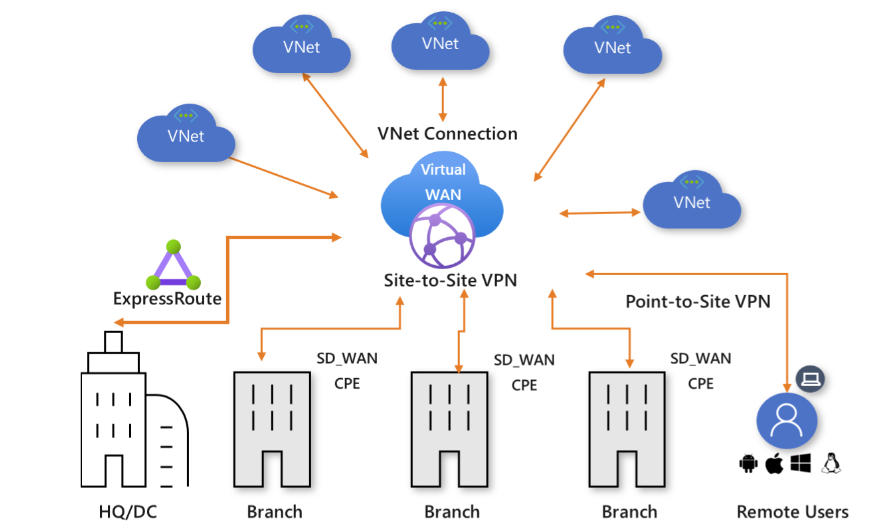 VNet
VNet
VNet
VNet
VNet Connection
Virtual
WAN
VNet
Site-to-Site VPN
ExpressRoute
Point-to-Site VPN
SD_WAN
CPE
SD_WAN
CPE
SD_WAN
CPE
HQ/DC
Branch
Branch
Branch
Remote Users